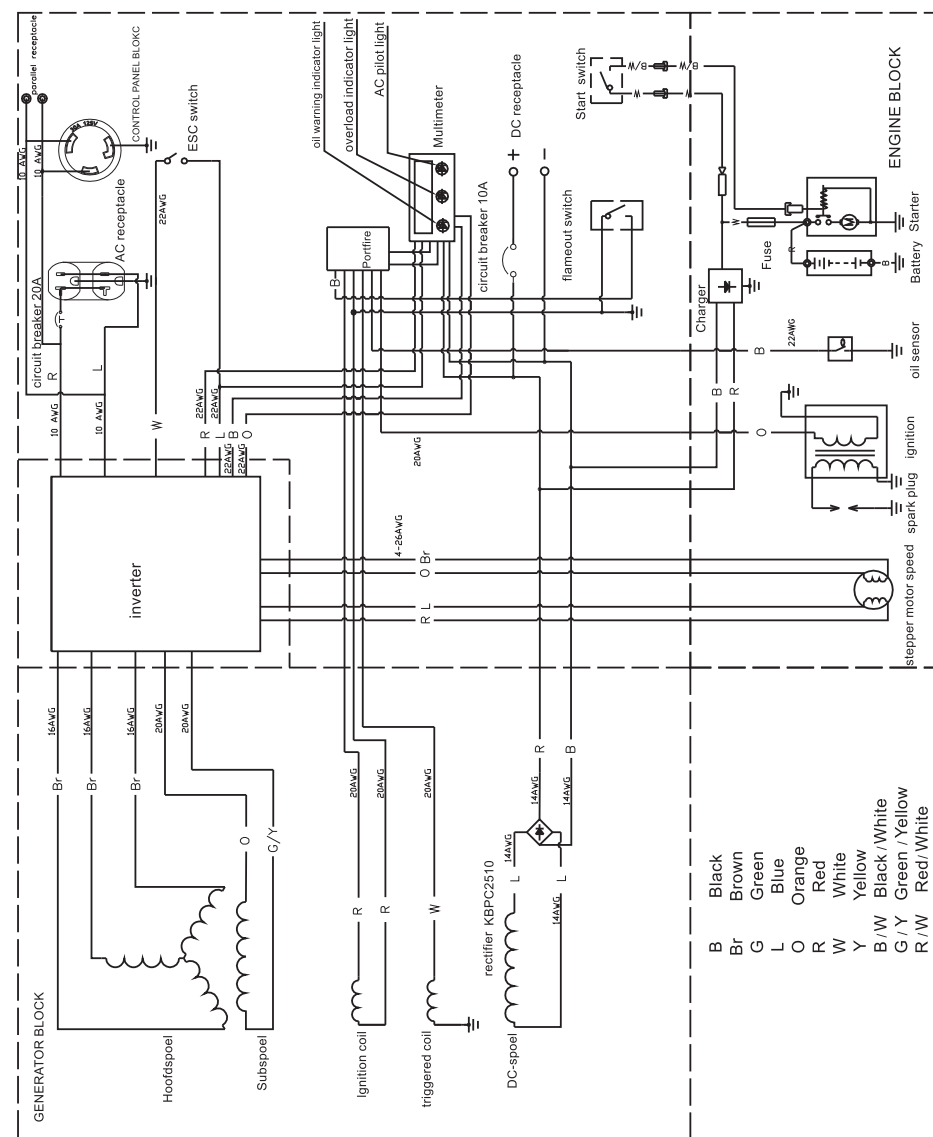 parallel receptacle
10 AWG
10 AWG
30A 125V
CONTROL PANEL BLOKC
AC receptacle
circuit breaker 20A
R
L
10 AWG
10 AWG
ESC switch
22AWG
W
22AWG
22AWG
R
L
B
O
22AWG
22AWG
oil warning indicator light
overload indicator light
AC pilot light
Multimeter
Portfire
B
circuit breaker 10A
DC receptacle
+
−
flameout switch
Start switch
B/W
B/W
W
W
ENGINE BLOCK
Starter
M
W
Fuse
R
Battery
B
Charger
B
R
22AWG
B
oil sensor
20AWG
O
ignition
spark plug
4-26AWG
O Br
R L
stepper motor speed
inverter
16AWG
16AWG
16AWG
20AWG
20AWG
Br
Br
Br
O
G/Y
GENERATOR BLOCK
Hoofdspoel
Subspoel
20AWG
20AWG
20AWG
R
R
W
Ignition coil
triggered coil
R
B
14AWG
14AWG
14AWG
14AWG
L
L
rectifier KBPC2510
DC-spoel
B Black
Br Brown
G Green
L Blue
O Orange
R Red
W White
Y Yellow
B/W Black/White
G/Y Green/Yellow
R/W Red/White